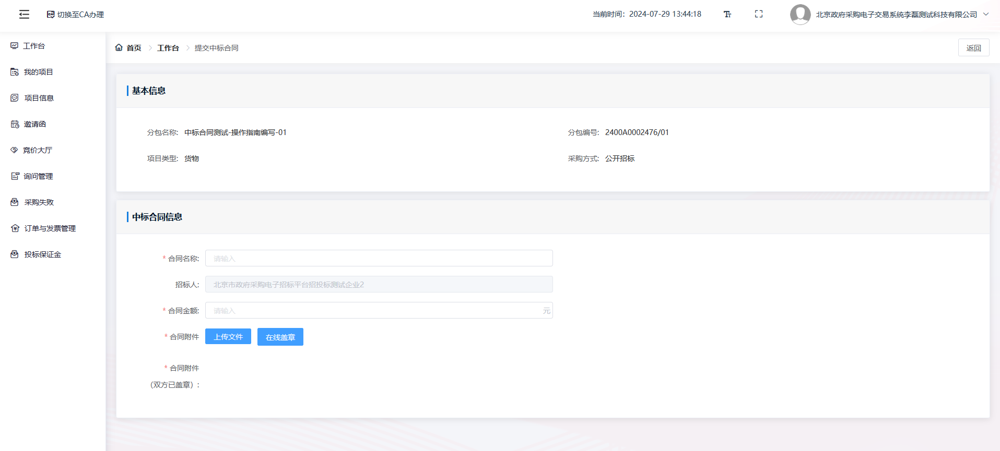 切换至CA办理
当前时间：2024-07-29 13:44:18
北京政府采购电子交易系统李磊测试科技有限公司
工作台
我的项目
项目信息
邀请函
竞价大厅
询问管理
采购失败
订单与发票管理
投标保证金
首页 > 工作台 > 提交中标合同
返回
基本信息
分包名称: 中标合同测试-操作指南编写-01
分包编号: 2400A0002476/01
项目类型: 货物
采购方式: 公开招标
中标合同信息
* 合同名称: 请输入
招标人: 北京市政府采购电子招标平台招投标测试企业2
* 合同金额: 请输入 元
* 合同附件 上传文件 在线盖章
* 合同附件
（双方已盖章）: